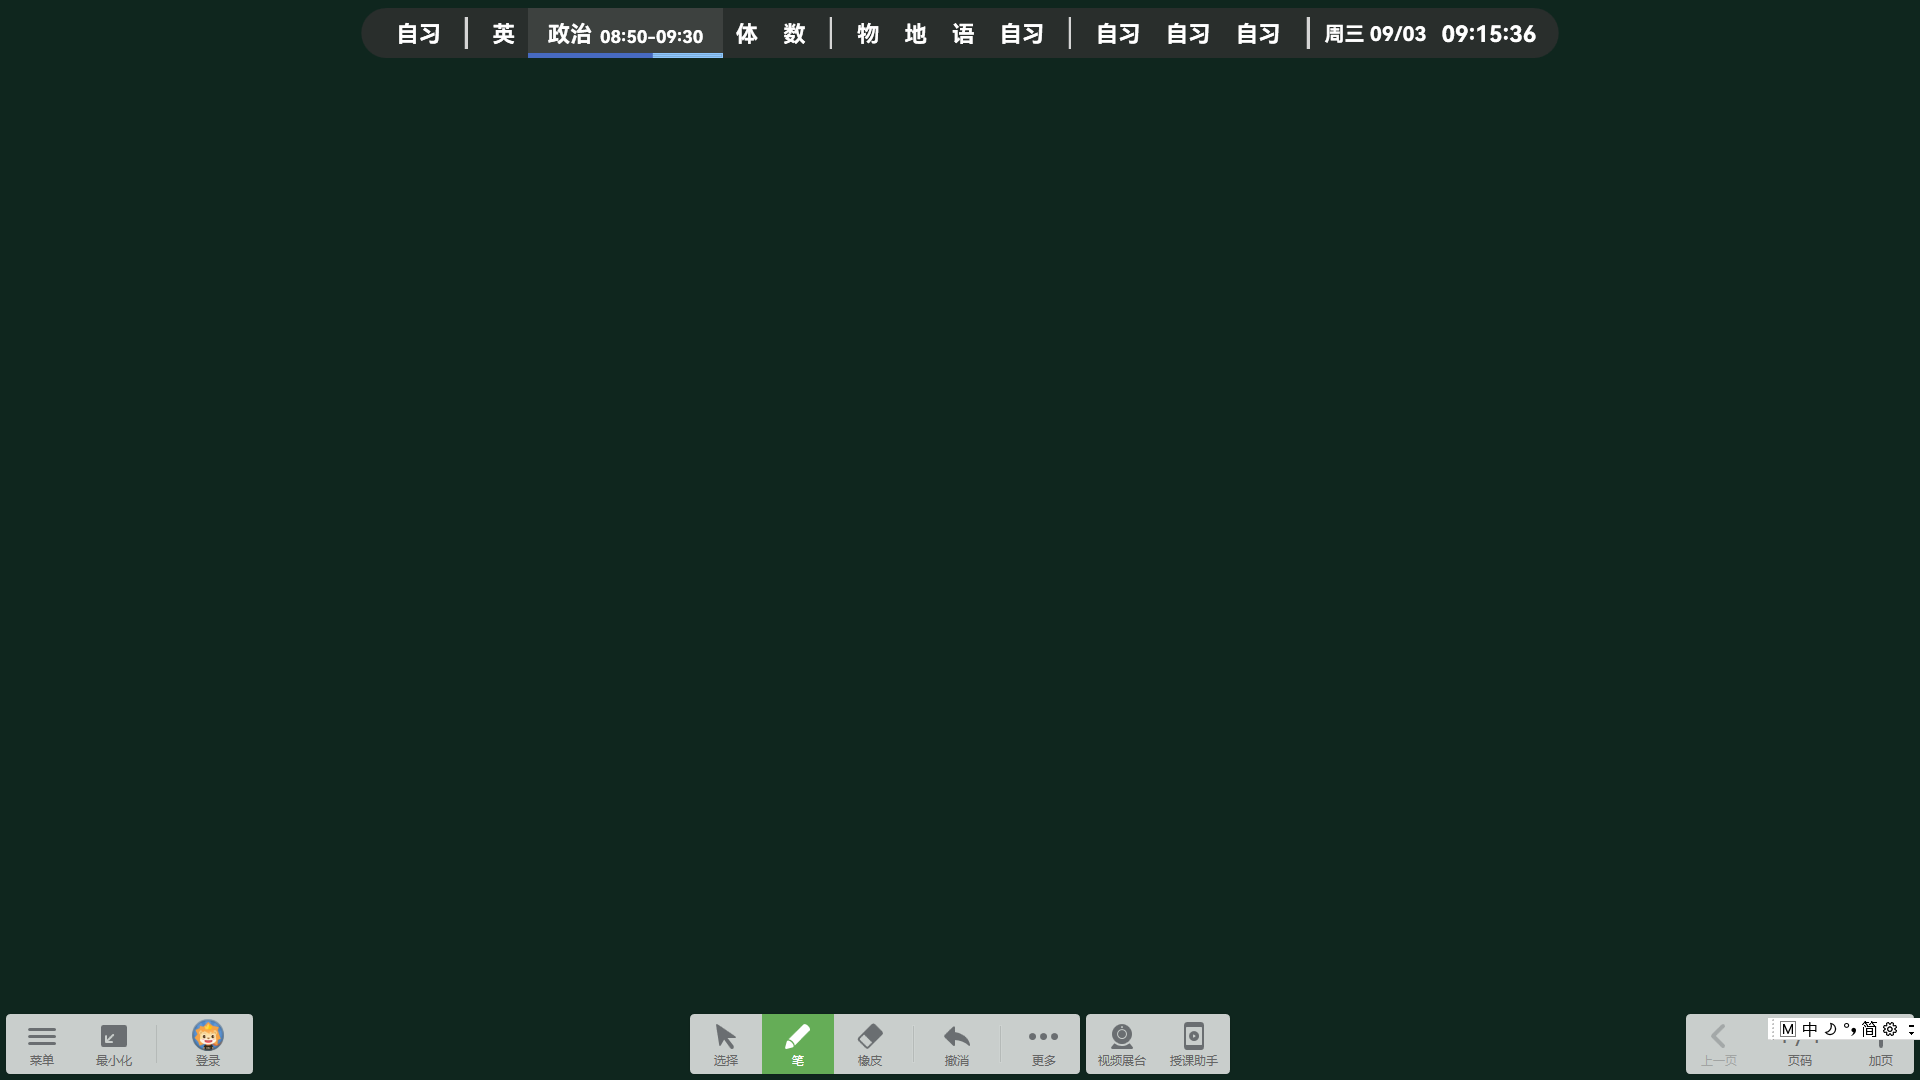 自习 英 政治 08:50-09:30 体 数 物 地 语 自习 自习 自习 自习 周三 09/03 09:15:36
M 中 简
菜单 最小化 登录 选择 笔 橡皮 撤消 更多 视频展台 授课助手 上一页 页码 加页